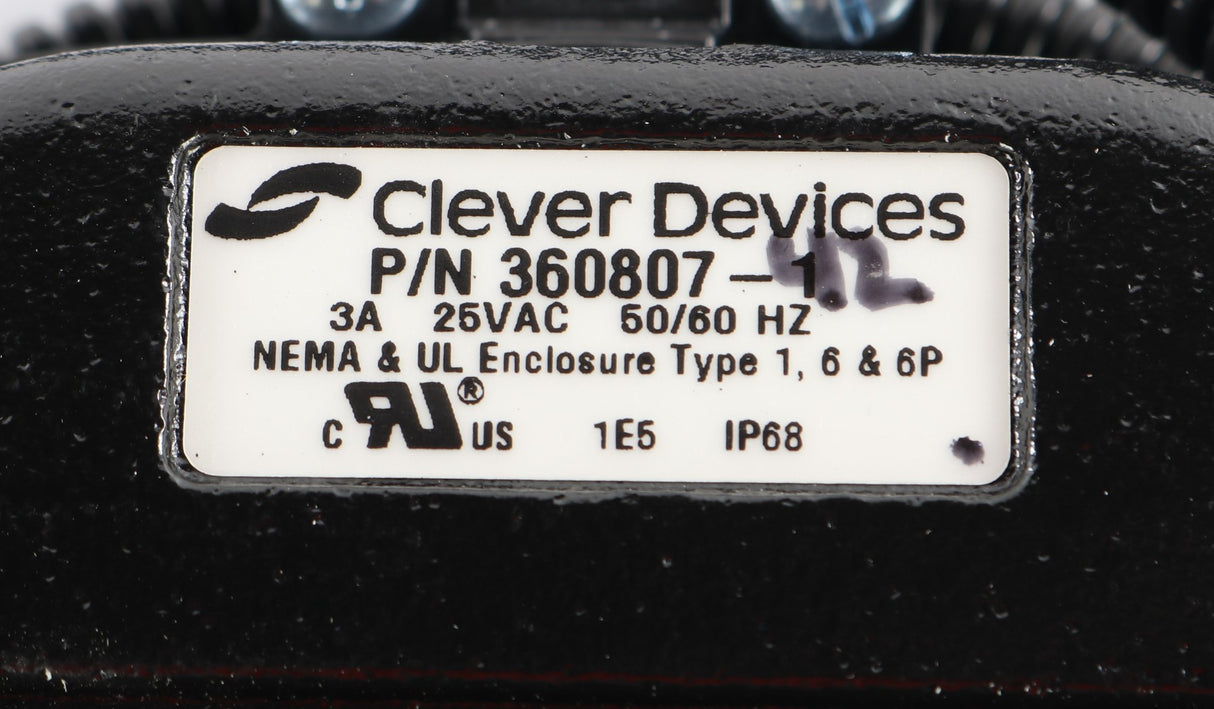 Clever Devices
P/N 360807-1
3A 25VAC 50/60 HZ
NEMA & UL Enclosure Type 1, 6 & 6P
C RU® US 1E5 IP68